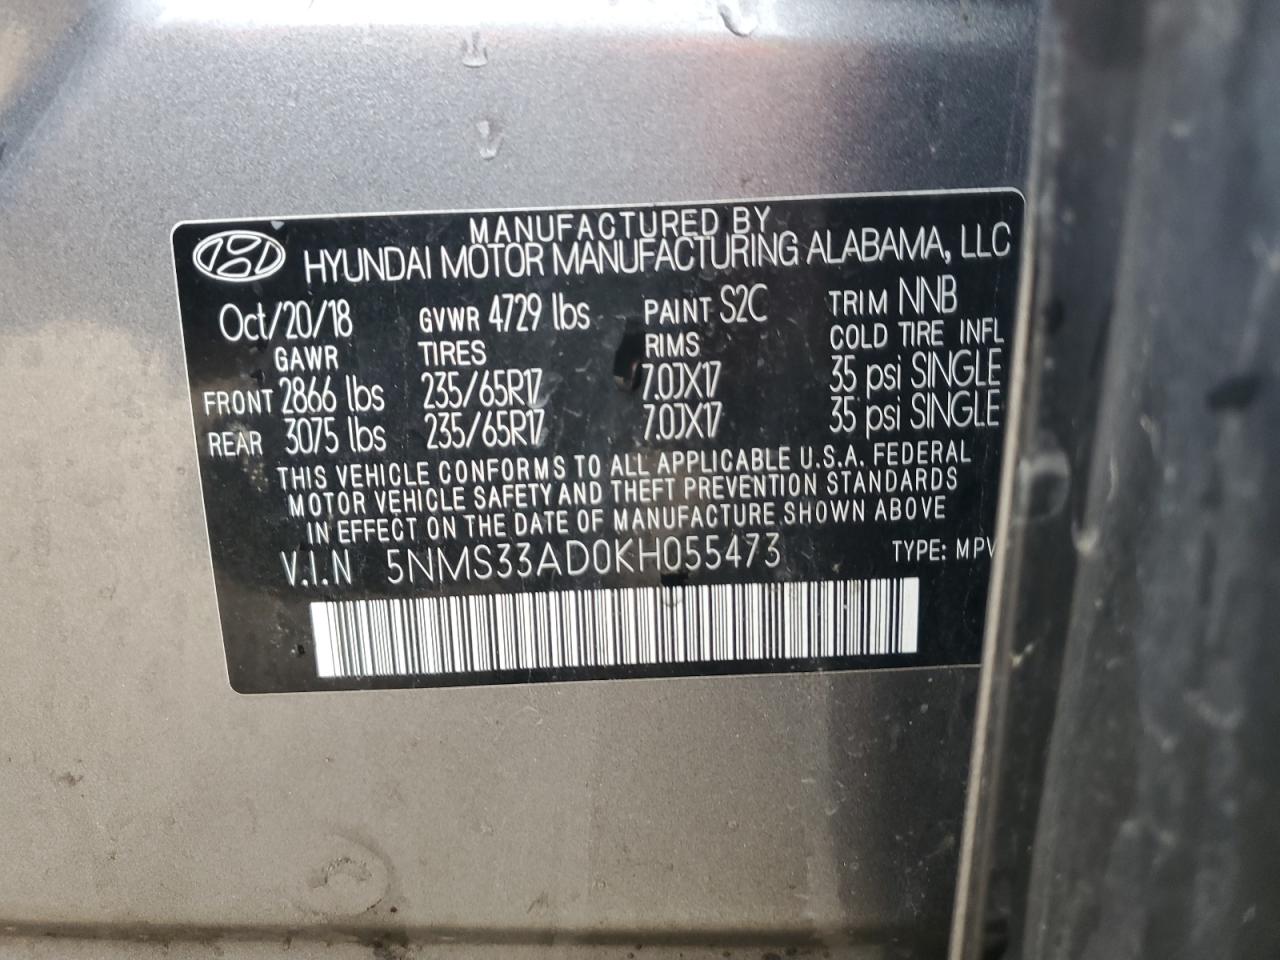 MANUFACTURED BY
HYUNDAI MOTOR MANUFACTURING ALABAMA, LLC
Oct/20/18 GVWR 4729 lbs PAINT S2C TRIM NNB
GAWR TIRES RIMS COLD TIRE INFL
FRONT 2866 lbs 235/65R17 7.0JX17 35 psi SINGLE
REAR 3075 lbs 235/65R17 7.0JX17 35 psi SINGLE
THIS VEHICLE CONFORMS TO ALL APPLICABLE U.S.A. FEDERAL
MOTOR VEHICLE SAFETY AND THEFT PREVENTION STANDARDS
IN EFFECT ON THE DATE OF MANUFACTURE SHOWN ABOVE
V.I.N 5NMS33AD0KH055473 TYPE: MPV